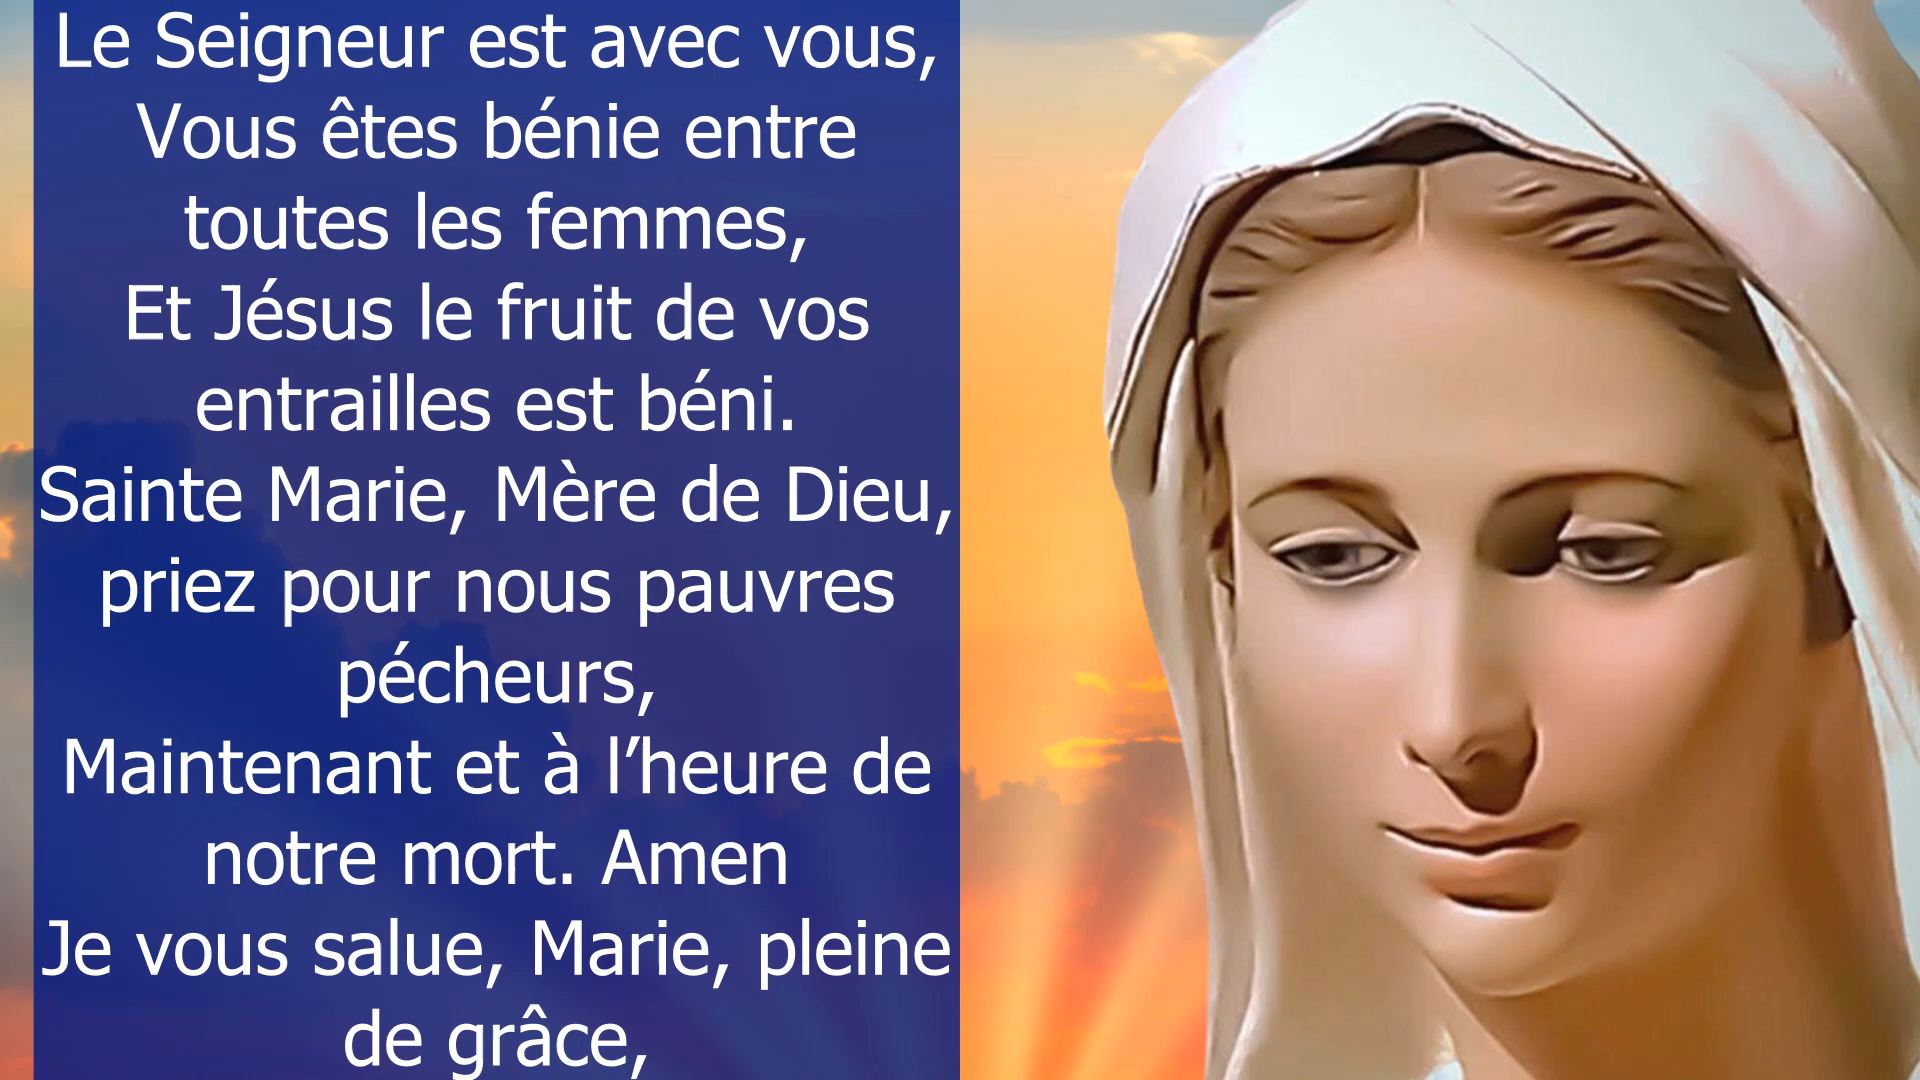 Le Seigneur est avec vous,
Vous êtes bénie entre
toutes les femmes,
Et Jésus le fruit de vos
entrailles est béni.
Sainte Marie, Mère de Dieu,
priez pour nous pauvres
pécheurs,
Maintenant et à l’heure de
notre mort. Amen
Je vous salue, Marie, pleine
de grâce,